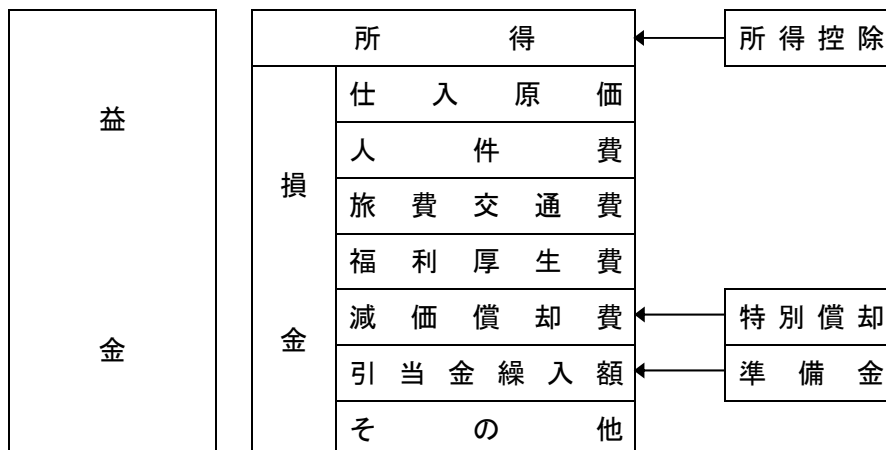 所得
所得控除
益金
損金
仕入原価
人件費
旅費交通費
福利厚生費
減価償却費
特別償却
引当金繰入額
準備金
その他